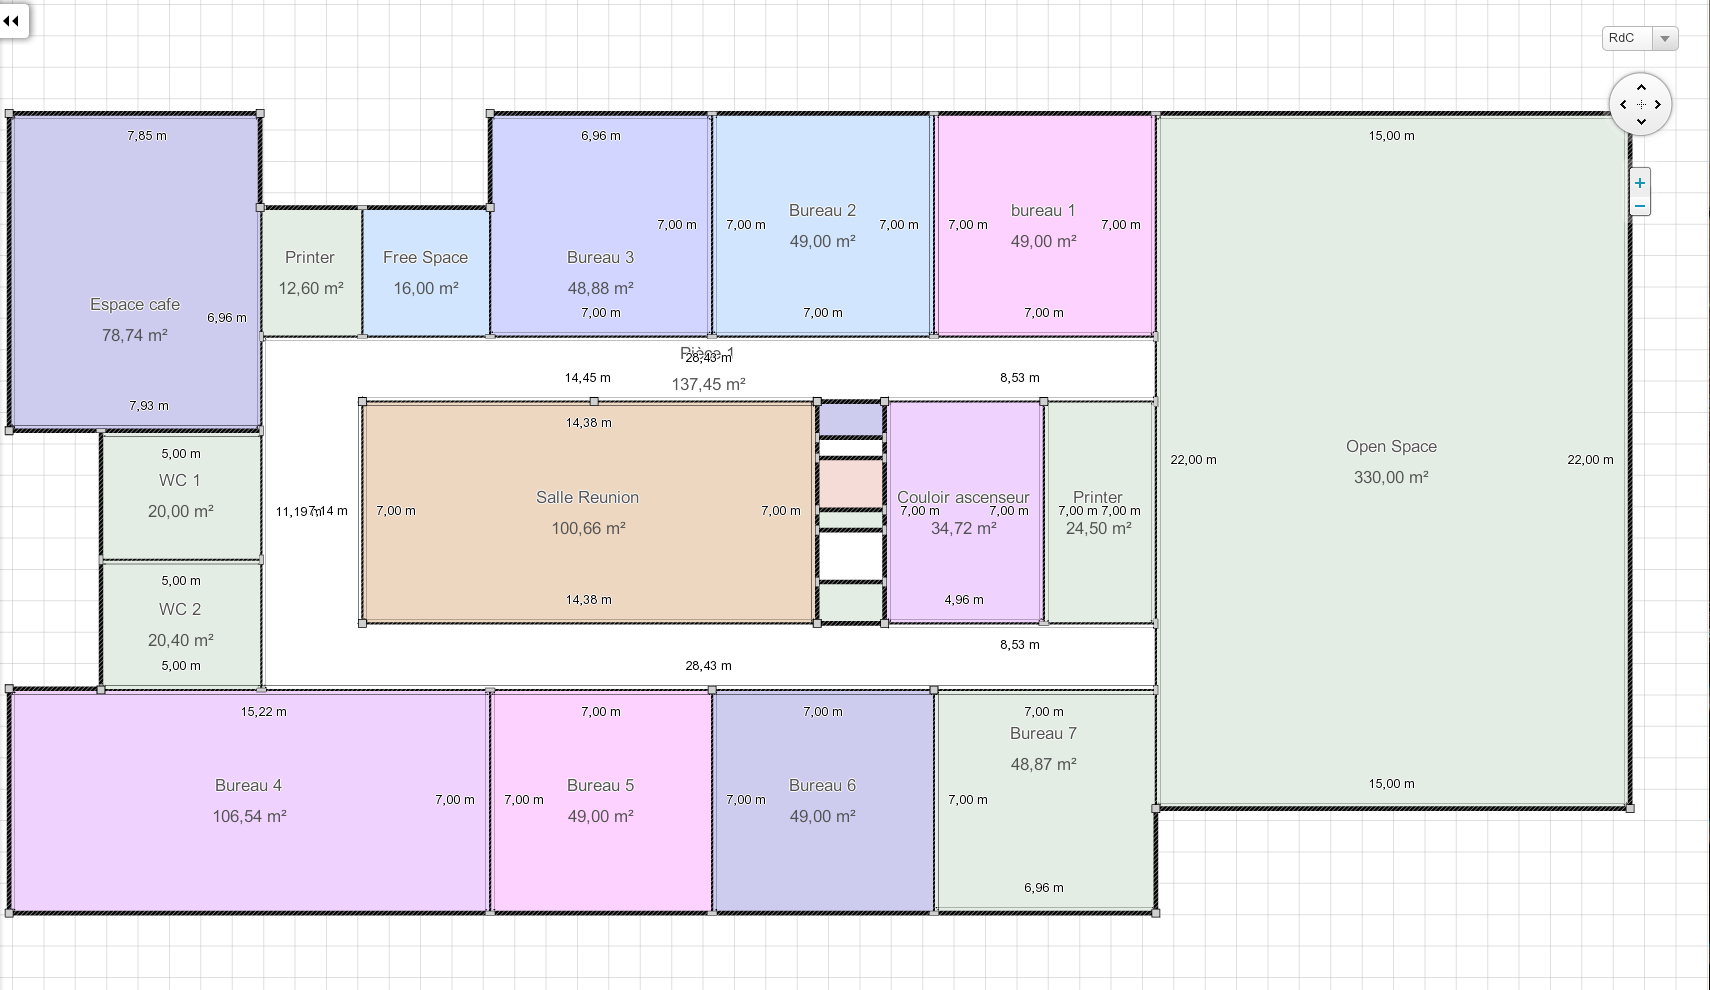 RdC
7,85 m
6,96 m
15,00 m
Bureau 2
49,00 m²
bureau 1
49,00 m²
7,00 m
7,00 m
7,00 m
7,00 m
7,00 m
Printer
12,60 m²
Free Space
16,00 m²
Bureau 3
48,88 m²
7,00 m
7,00 m
7,00 m
Espace cafe
78,74 m²
6,96 m
7,93 m
Pièce 1
28,43 m
137,45 m²
14,45 m
8,53 m
14,38 m
5,00 m
WC 1
20,00 m²
11,19 m
7,14 m
7,00 m
Salle Reunion
100,66 m²
7,00 m
Couloir ascenseur
7,00 m
7,00 m
34,72 m²
Printer
7,00 m
7,00 m
24,50 m²
22,00 m
Open Space
330,00 m²
22,00 m
5,00 m
WC 2
20,40 m²
5,00 m
14,38 m
4,96 m
8,53 m
28,43 m
15,22 m
7,00 m
7,00 m
7,00 m
Bureau 4
106,54 m²
7,00 m
7,00 m
Bureau 5
49,00 m²
7,00 m
Bureau 6
49,00 m²
Bureau 7
48,87 m²
7,00 m
6,96 m
15,00 m